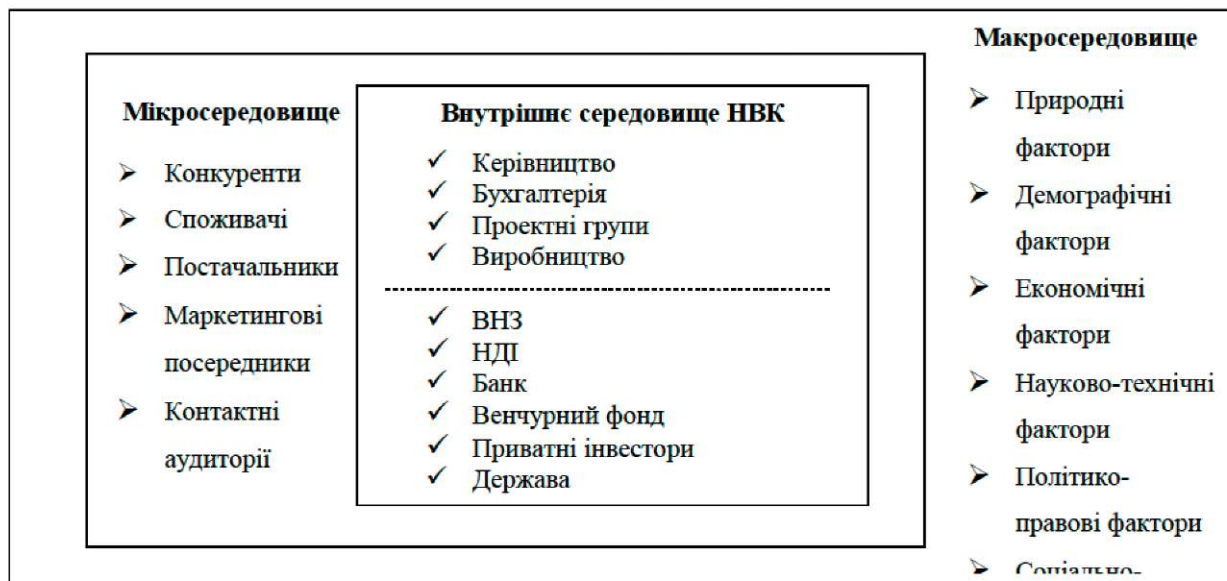 Макросередовище
Природні
фактори
Демографічні
фактори
Економічні
фактори
Науково-технічні
фактори
Політико-
правові фактори
Соціально-
Мікросередовище
Конкуренти
Споживачі
Постачальники
Маркетингові
посередники
Контактні
аудиторії
Внутрішнє середовище НВК
Керівництво
Бухгалтерія
Проектні групи
Виробництво
ВНЗ
НДІ
Банк
Венчурний фонд
Приватні інвестори
Держава